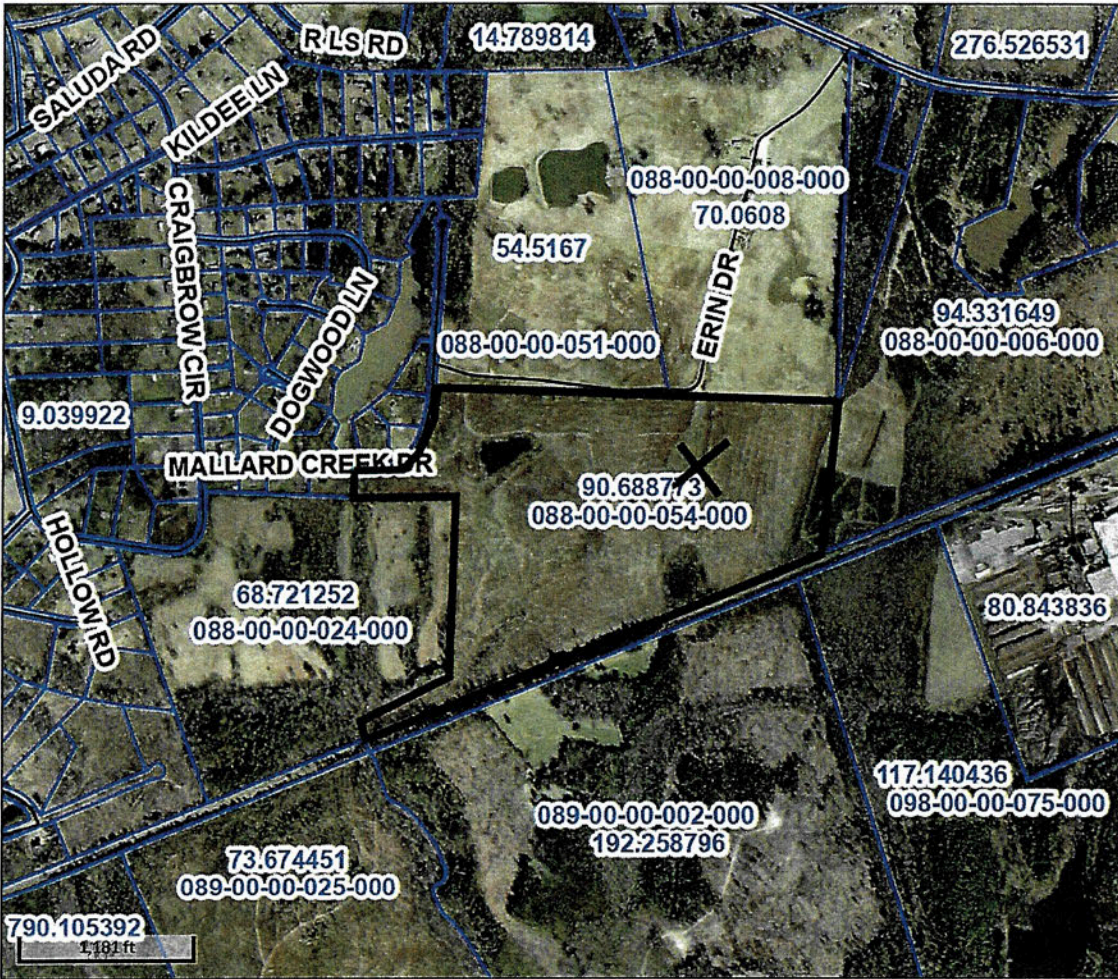 R LS RD
14.789814
276.526531
SALUDA RD
KILDEE LN
088-00-00-008-000
70.0608
CRAIGBROW CIR
54.5167
DOGWOOD LN
ERIN DR
94.331649
088-00-00-006-000
088-00-00-051-000
9.039922
MALLARD CREEK DR
X
90.688773
088-00-00-054-000
HOLLOW RD
68.721252
088-00-00-024-000
80.843836
117.140436
098-00-00-075-000
089-00-00-002-000
192.258796
73.674451
089-00-00-025-000
790.105392
1,181 ft